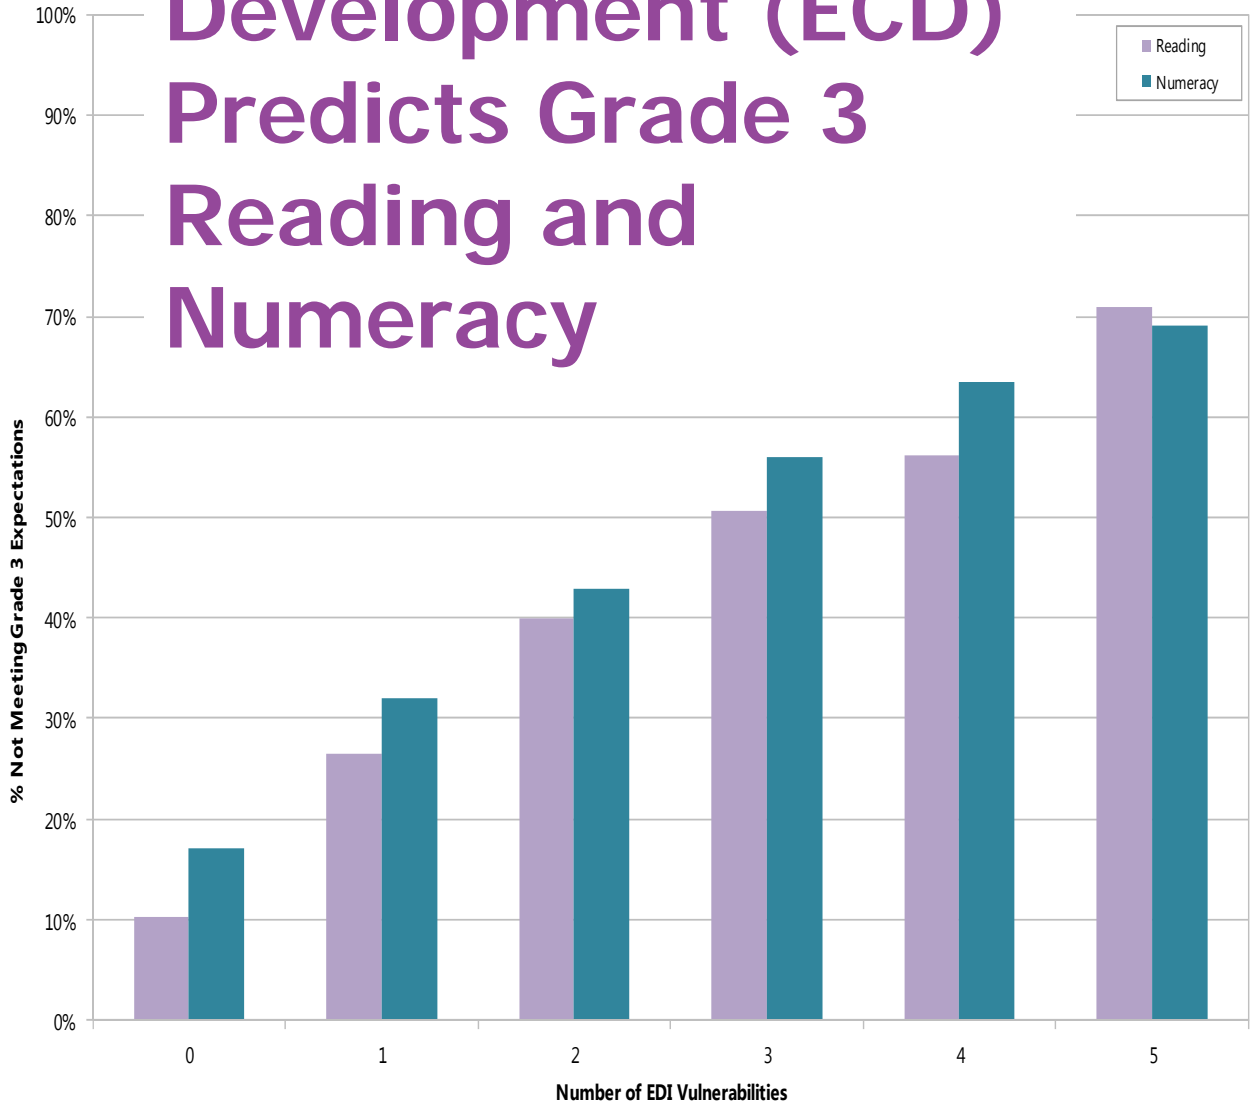 Development (ECD)
Predicts Grade 3
Reading and
Numeracy
Reading
Numeracy
100%
90%
80%
70%
60%
50%
40%
30%
20%
10%
0%
% Not Meeting Grade 3 Expectations
0 1 2 3 4 5
Number of EDI Vulnerabilities